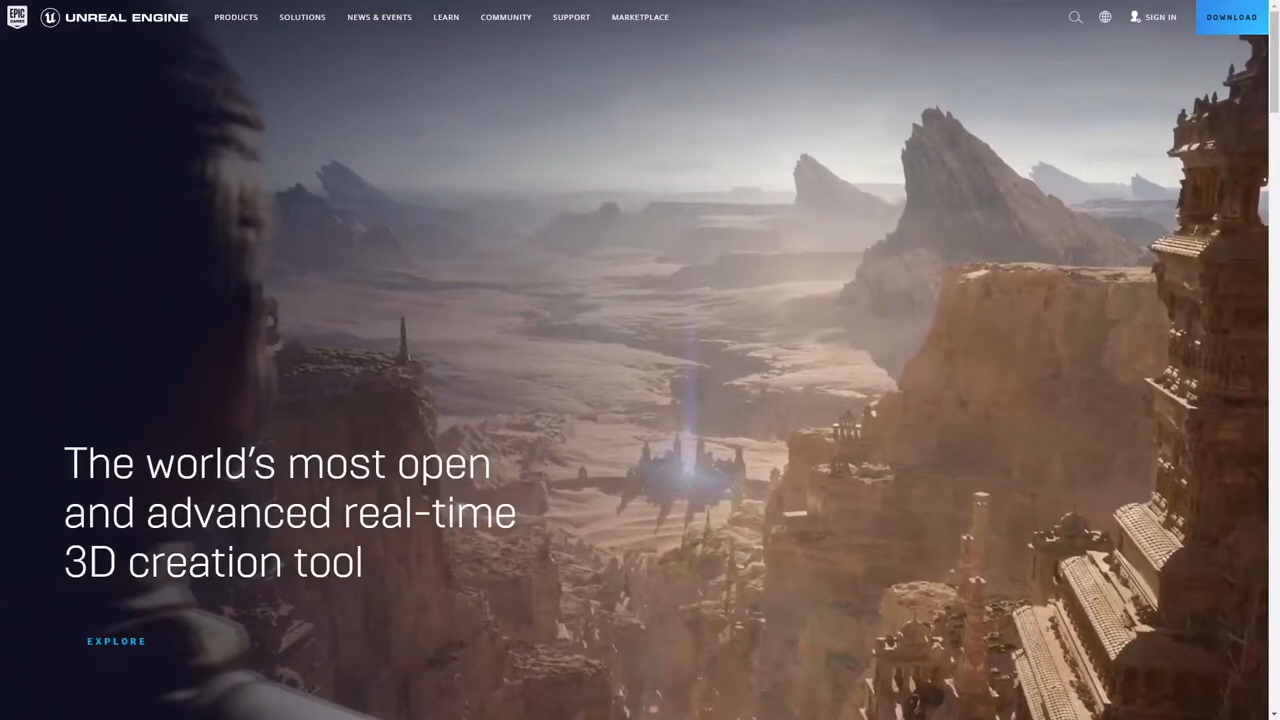 EPIC
GAMES
UNREAL ENGINE
PRODUCTS
SOLUTIONS
NEWS & EVENTS
LEARN
COMMUNITY
SUPPORT
MARKETPLACE
SIGN IN
DOWNLOAD
The world's most open
and advanced real-time
3D creation tool
EXPLORE